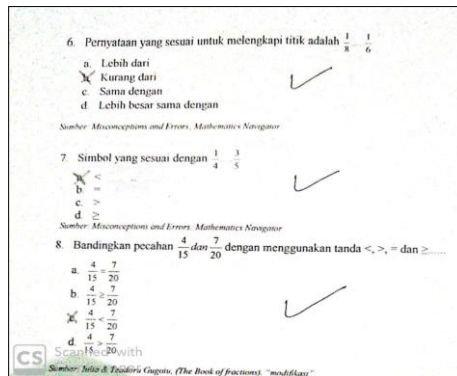 6. Pernyataan yang sesuai untuk melengkapi titik adalah 1/8 1/6
a. Lebih dari
b. Kurang dari
c. Sama dengan
d. Lebih besar sama dengan
Sumber: Misconceptions and Errors, Mathematics Navigator
7. Simbol yang sesuai dengan 1/4 3/5
a. <
b. =
c. >
d. ≥
Sumber: Misconceptions and Errors: Mathematics Navigator
8. Bandingkan pecahan 4/15 dan 7/20 dengan menggunakan tanda <, >, = dan ≥......
a. 4/15 = 7/20
b. 4/15 ≥ 7/20
c. 4/15 < 7/20
d. 4/15 > 7/20
CS Scanned with
Sumber: & (The Book of fractions). "modifikasi"